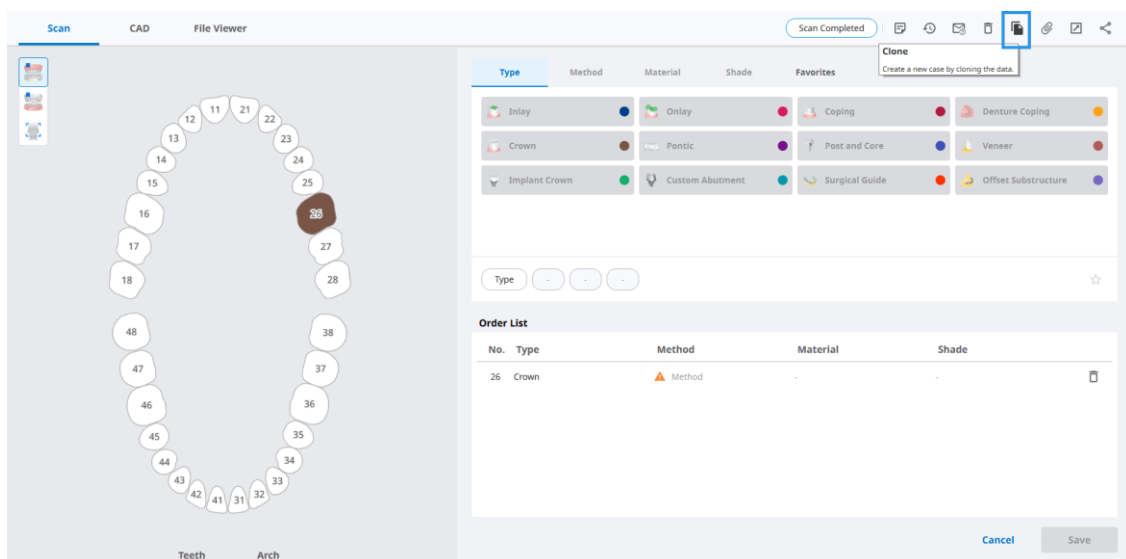 Scan CAD File Viewer Scan Completed
Clone
Create a new case by cloning the data.
Type Method Material Shade Favorites
Inlay Onlay Coping Denture Coping
Crown Pontic Post and Core Veneer
Implant Crown Custom Abutment Surgical Guide Offset Substructure
11 21
12 22
13 23
14 24
15 25
16 26
17 27
18 28
48 38
47 37
46 36
45 35
44 34
43 33
42 41 31 32
Teeth Arch
Type - - -
Order List
No. Type Method Material Shade
26 Crown Method - -
Cancel Save